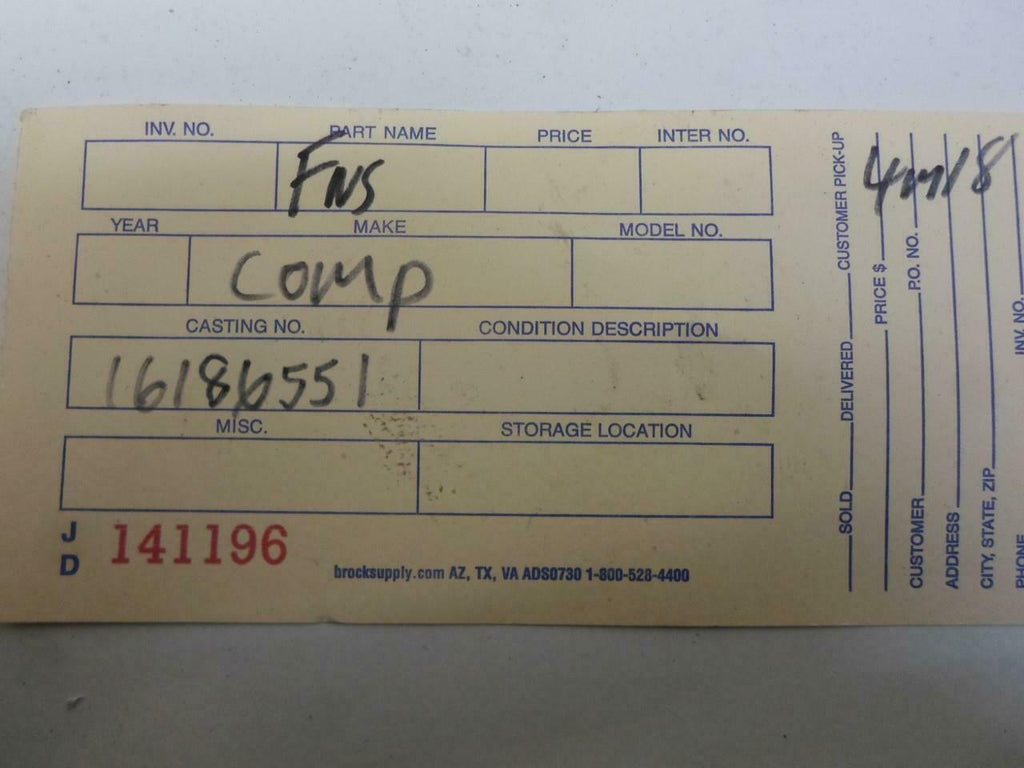 INV. NO. PART NAME PRICE INTER NO.
FNS
YEAR MAKE MODEL NO.
COMP
CASTING NO. CONDITION DESCRIPTION
16186551
MISC. STORAGE LOCATION
J D 141196
brocksupply.com AZ, TX, VA ADS0730 1-800-528-4400
SOLD DELIVERED CUSTOMER PICK-UP
PRICE $
CUSTOMER P.O. NO.
ADDRESS
CITY, STATE, ZIP
PHONE INV. NO.